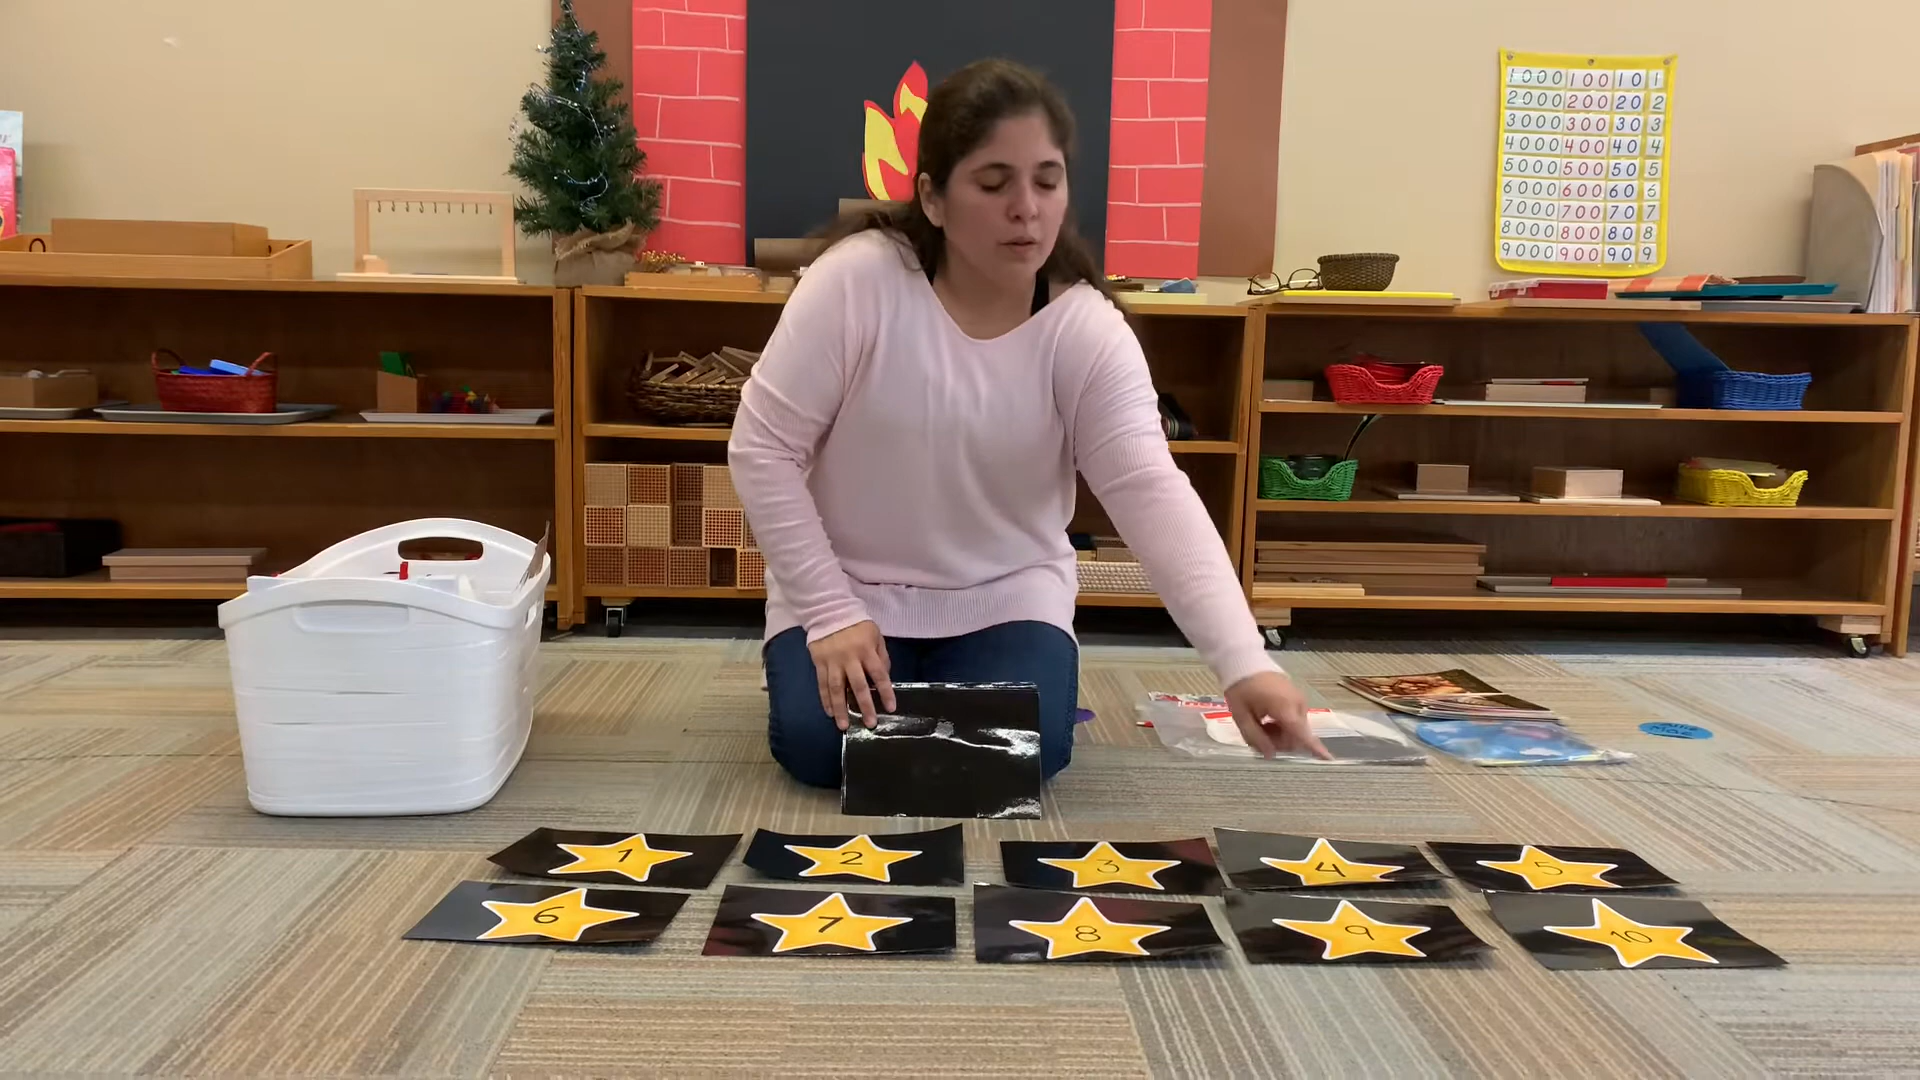 1000 100 10 1
2000 200 20 2
3000 300 30 3
4000 400 40 4
5000 500 50 5
6000 600 60 6
7000 700 70 7
8000 800 80 8
9000 900 90 9
1 2 3 4 5
6 7 8 9 10